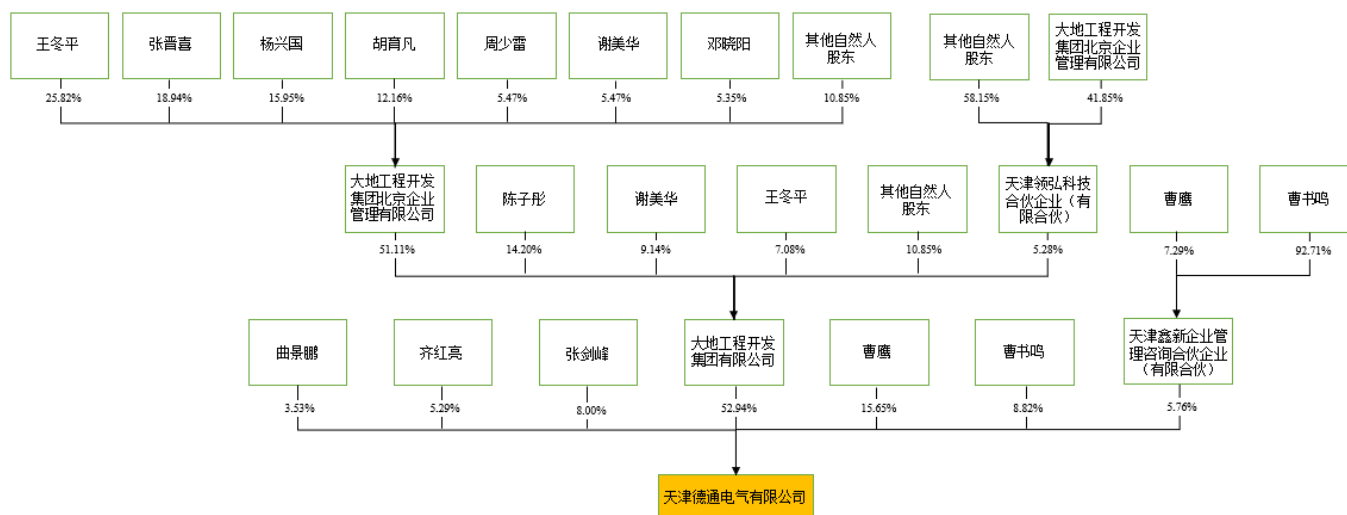 王冬平
张晋喜
杨兴国
胡育凡
周少雷
谢美华
邓晓阳
其他自然人
股东
其他自然人
股东
大地工程开发
集团北京企业
管理有限公司
25.82%
18.94%
15.95%
12.16%
5.47%
5.47%
5.35%
10.85%
58.15%
41.85%
大地工程开发
集团北京企业
管理有限公司
陈子彤
谢美华
王冬平
其他自然人
股东
天津领弘科技
合伙企业（有
限合伙）
曹鹰
曹书鸣
51.11%
14.20%
9.14%
7.08%
10.85%
5.28%
7.29%
92.71%
曲景鹏
齐红亮
张剑峰
大地工程开发
集团有限公司
曹鹰
曹书鸣
天津鑫新企业管
理咨询合伙企业
（有限合伙）
3.53%
5.29%
8.00%
52.94%
15.65%
8.82%
5.76%
天津德通电气有限公司